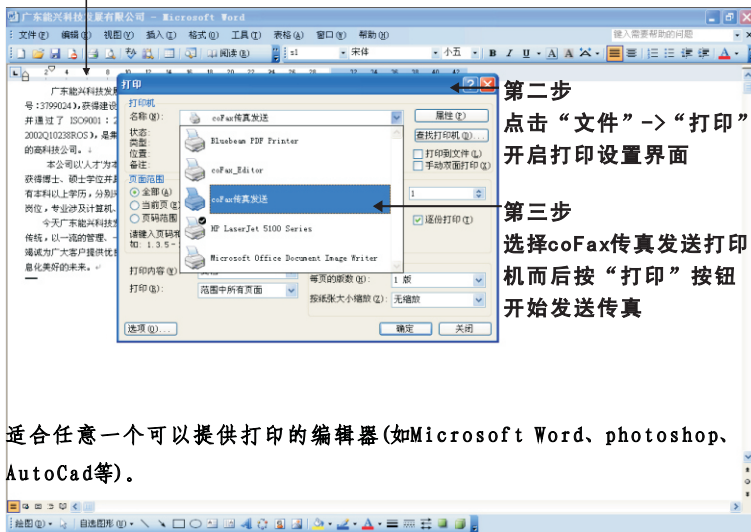 广东能兴科技发展有限公司 - Microsoft Word
文件(F) 编辑(E) 视图(V) 插入(I) 格式(O) 工具(T) 表格(A) 窗口(W) 帮助(H) 键入需要帮助的问题
阅读(R) 宋体 小五 B I U A A A
打印
打印机
名称(N): coFax传真发送 属性(P)
状态:
类型:
位置:
备注:
查找打印机(D)...
打印到文件(L)
手动双面打印(X)
Bluebeam PDF Printer
coFax_Editor
coFax传真发送
HP LaserJet 5100 Series
Microsoft Office Document Image Writer
页面范围
全部(A)
当前页(E)
页码范围
请键入页码和
如: 1,3,5-
1
逐份打印(T)
打印内容(W):
打印(R): 范围中所有页面
每页的版数(H): 1 版
按纸张大小缩放(Z): 无缩放
选项(O)... 确定 关闭
广东能兴科技发展
号:3799024),获得建设
并通过了 ISO9001:2
2002Q10238ROS),是集
的高科技公司。
本公司以“人才”为本
获得博士、硕士学位并具
有本科以上学历,分别
岗位,专业涉及计算机、
今天广东能兴科技
传统,以一流的管理、一
竭诚为广大客户提供优
息化美好的未来。
第二步
点击“文件”->“打印”
开启打印设置界面
第三步
选择coFax传真发送打印
机而后按“打印”按钮
开始发送传真
适合任意一个可以提供打印的编辑器(如Microsoft Word、photoshop、
AutoCad等)。
绘图(D) 自选图形(U)